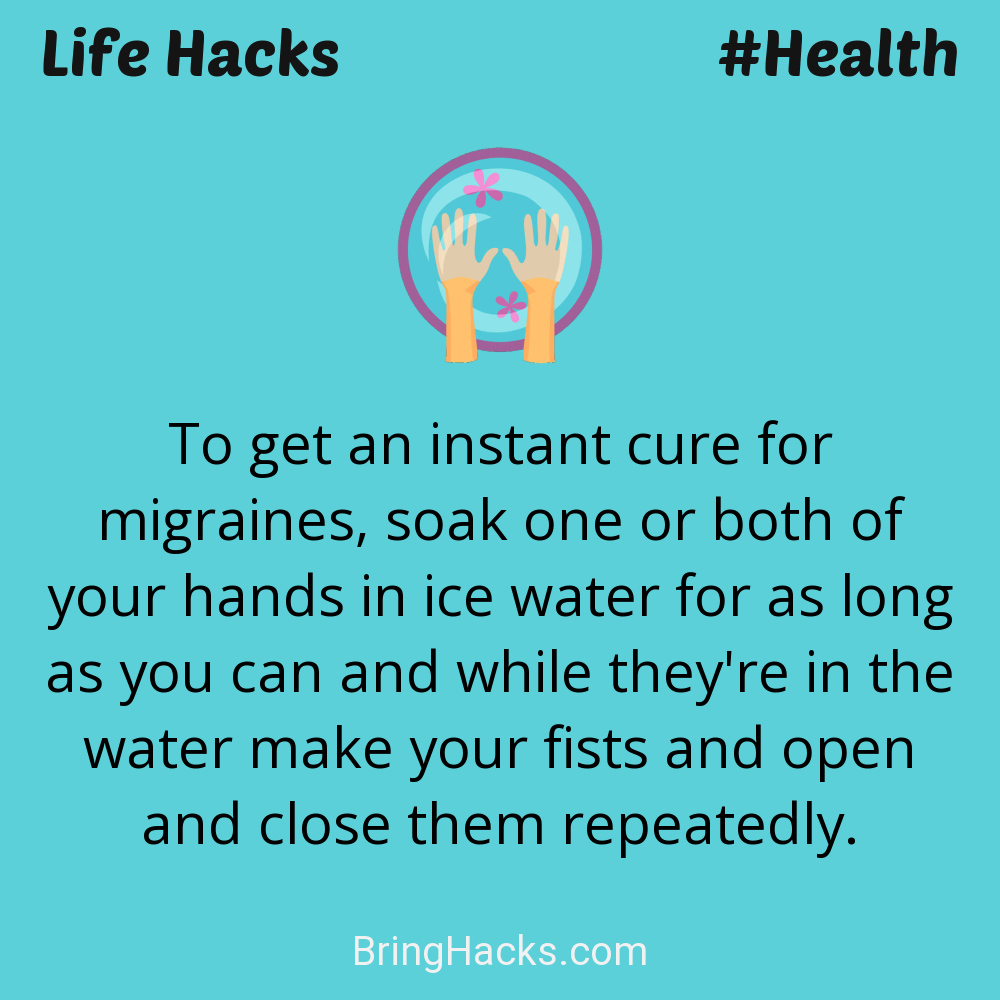 Life Hacks
#Health
To get an instant cure for
migraines, soak one or both of
your hands in ice water for as long
as you can and while they're in the
water make your fists and open
and close them repeatedly.
BringHacks.com